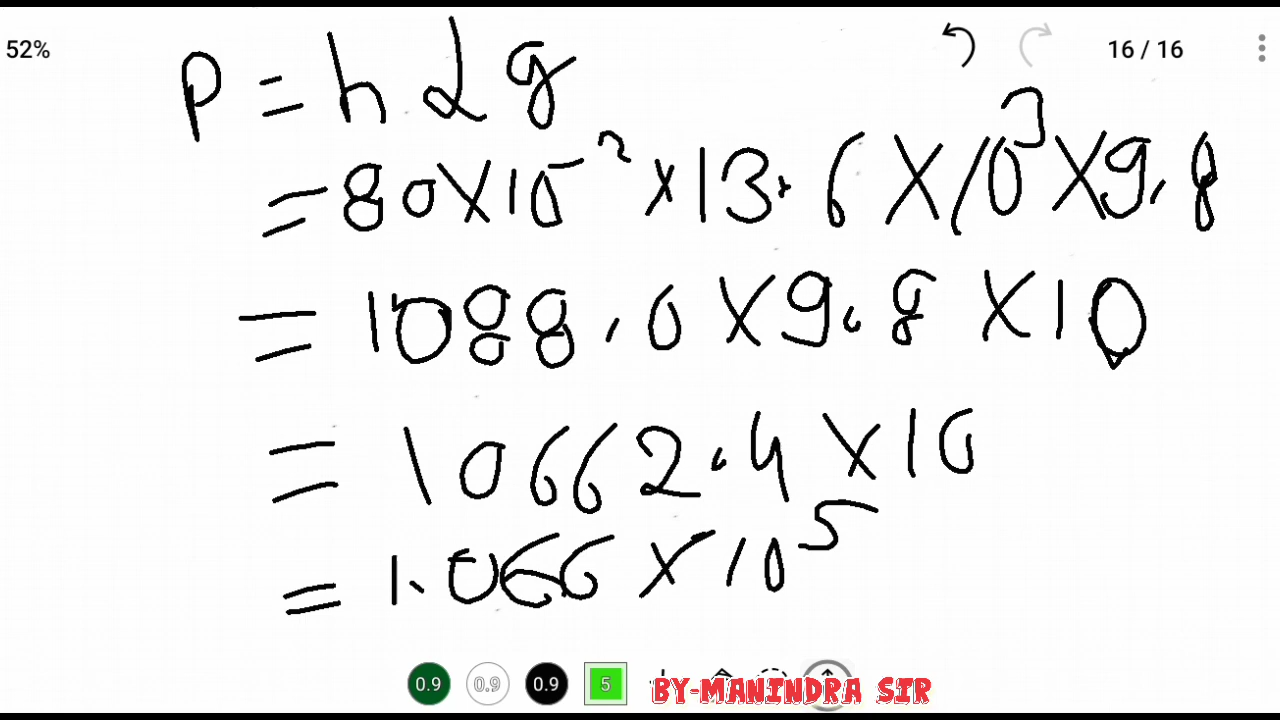 52%
16 / 16
P = h d g
= 80 X 10⁻² x 13.6 X 10³ X 9.8
= 1088.0 X 9.8 X 10
= 10662.4 X 10
= 1.066 X 10⁵
0.9 0.9 0.9 5
BY-MANINDRA SIR